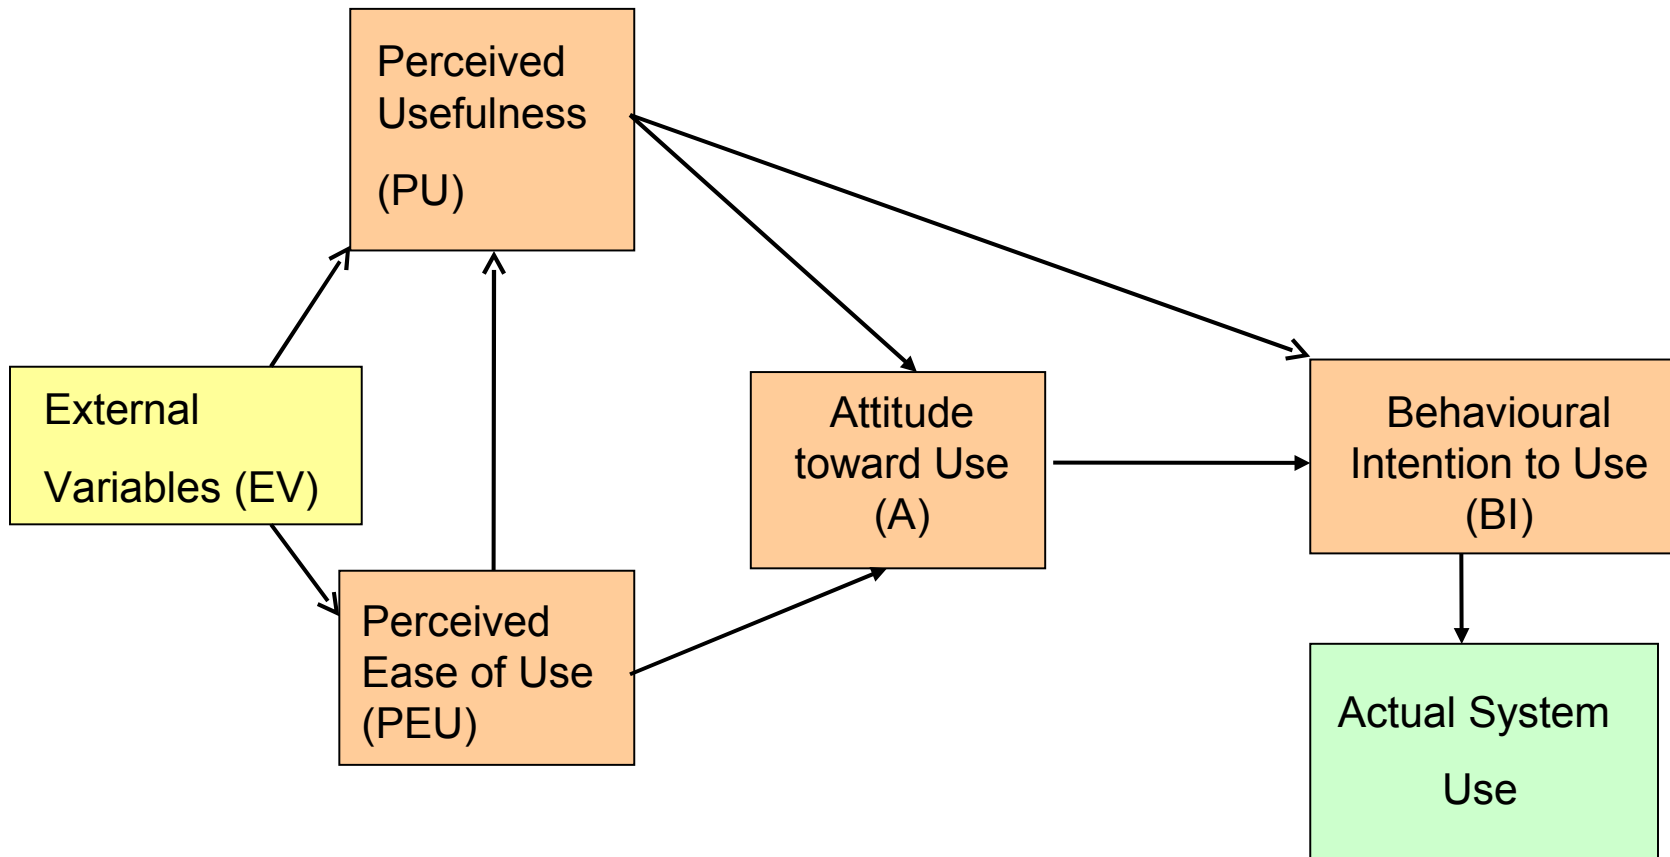 Perceived
Usefulness
(PU)
External
Variables (EV)
Perceived
Ease of Use
(PEU)
Attitude
toward Use
(A)
Behavioural
Intention to Use
(BI)
Actual System
Use